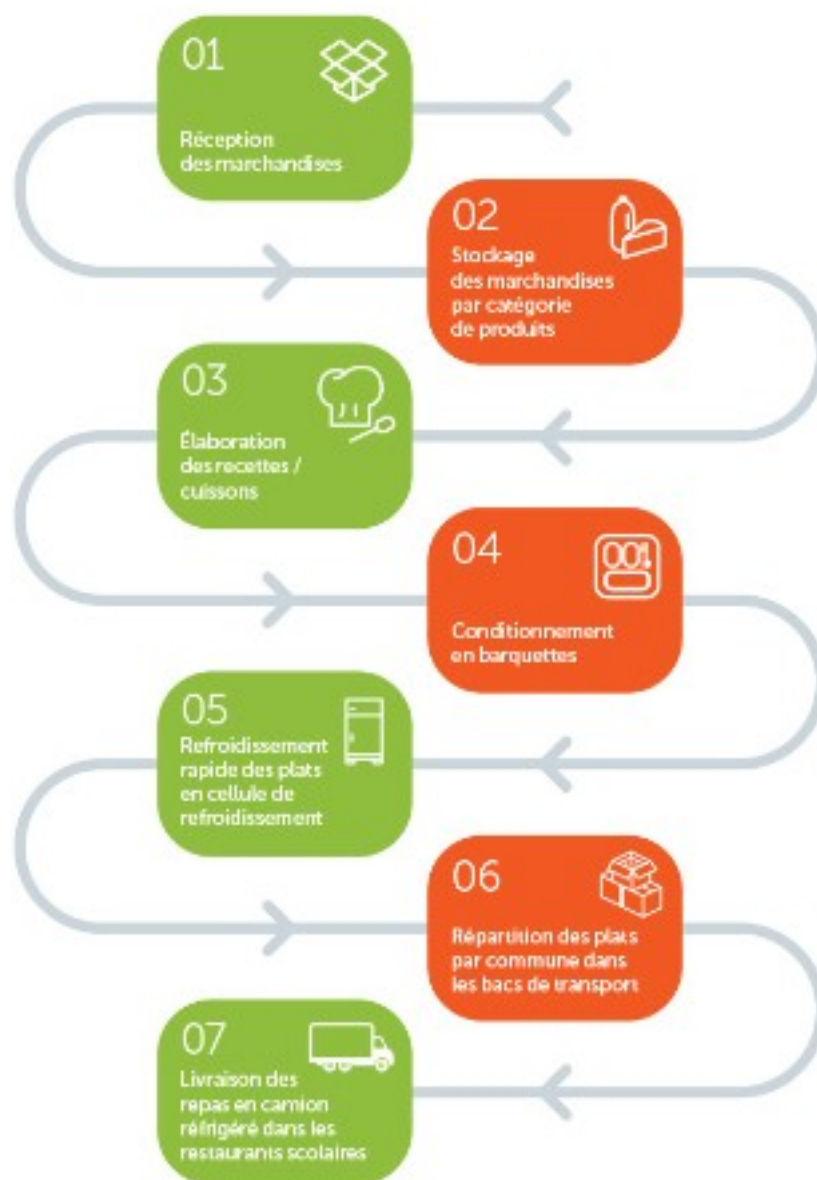 01
Réception
des marchandises
02
Stockage
des marchandises
par catégorie
de produits
03
Élaboration
des recettes /
cuissons
04
Conditionnement
en barquettes
05
Refroidissement
rapide des plats
en cellule de
refroidissement
06
Répartition des plats
par commune dans
les bacs de transport
07
Livraison des
repas en camion
réfrigéré dans les
restaurants scolaires